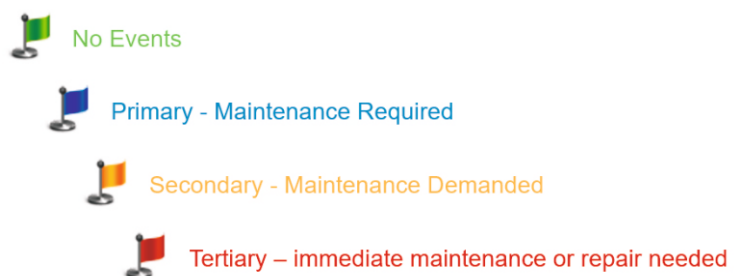 No Events
Primary - Maintenance Required
Secondary - Maintenance Demanded
Tertiary – immediate maintenance or repair needed